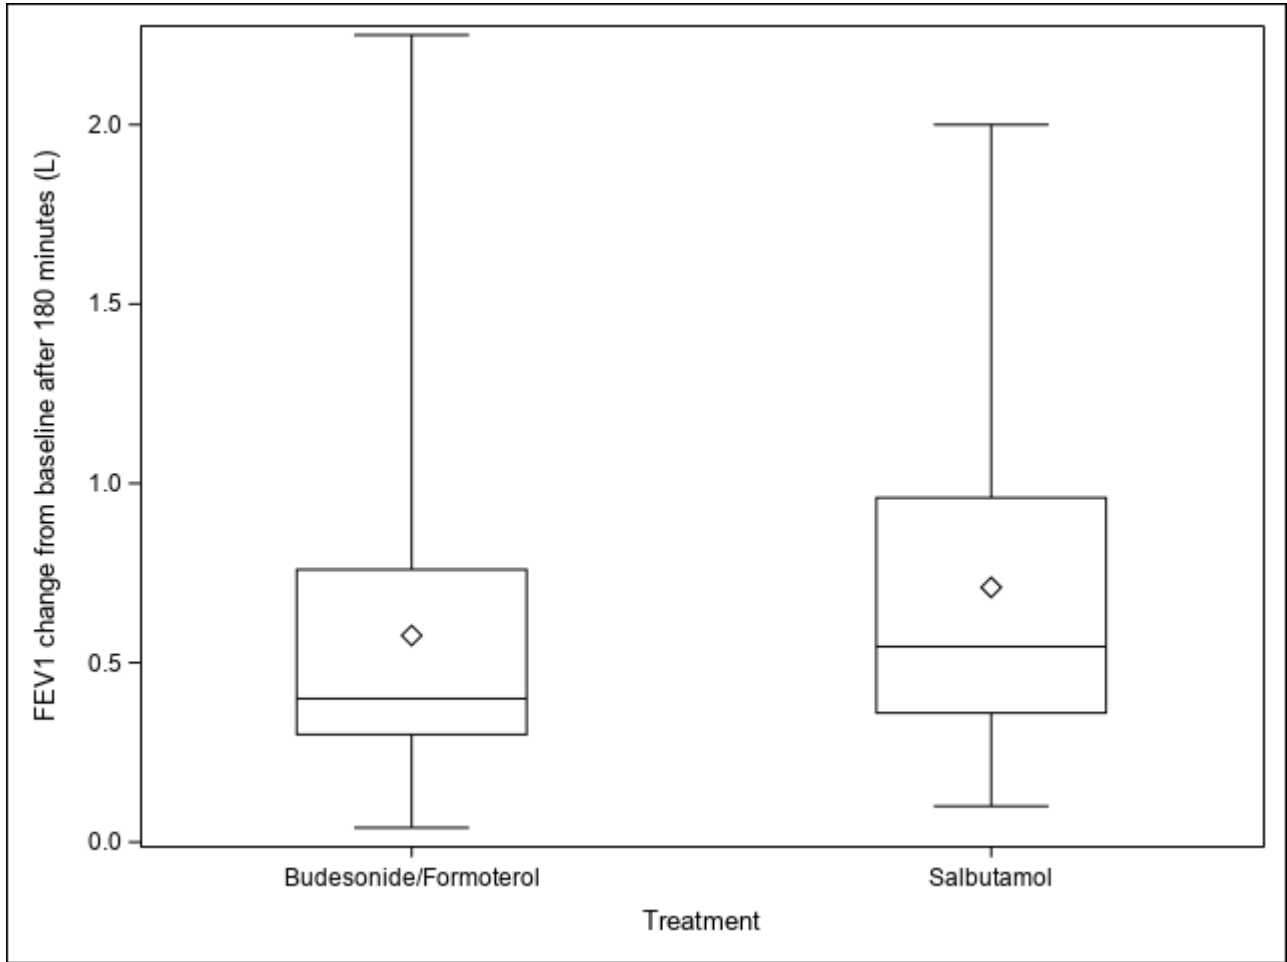 FEV1 change from baseline after 180 minutes (L)
2.0
1.5
1.0
0.5
0.0
Budesonide/Formoterol
Salbutamol
Treatment